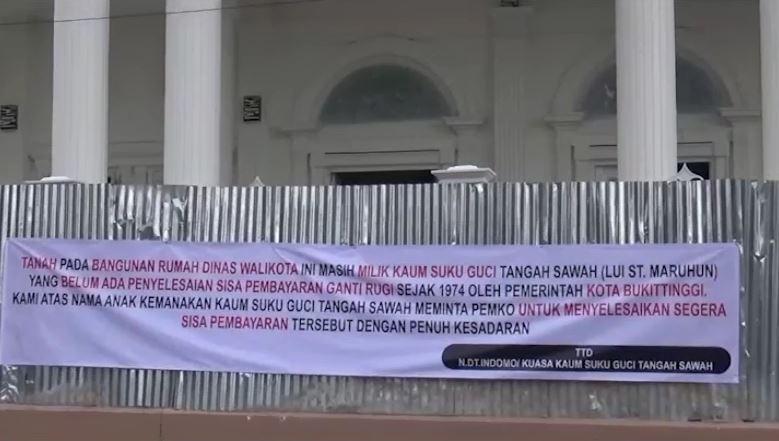 TANAH PADA BANGUNAN RUMAH DINAS WALIKOTA INI MASIH MILIK KAUM SUKU GUCI TANGAH SAWAH (LUI ST. MARUHUN)
YANG BELUM ADA PENYELESAIAN SISA PEMBAYARAN GANTI RUGI SEJAK 1974 OLEH PEMERINTAH KOTA BUKITTINGGI.
KAMI ATAS NAMA ANAK KEMANAKAN KAUM SUKU GUCI TANGAH SAWAH MEMINTA PEMKO UNTUK MENYELESAIKAN SEGERA
SISA PEMBAYARAN TERSEBUT DENGAN PENUH KESADARAN
TTD
N.DT.INDOMO/ KUASA KAUM SUKU GUCI TANGAH SAWAH